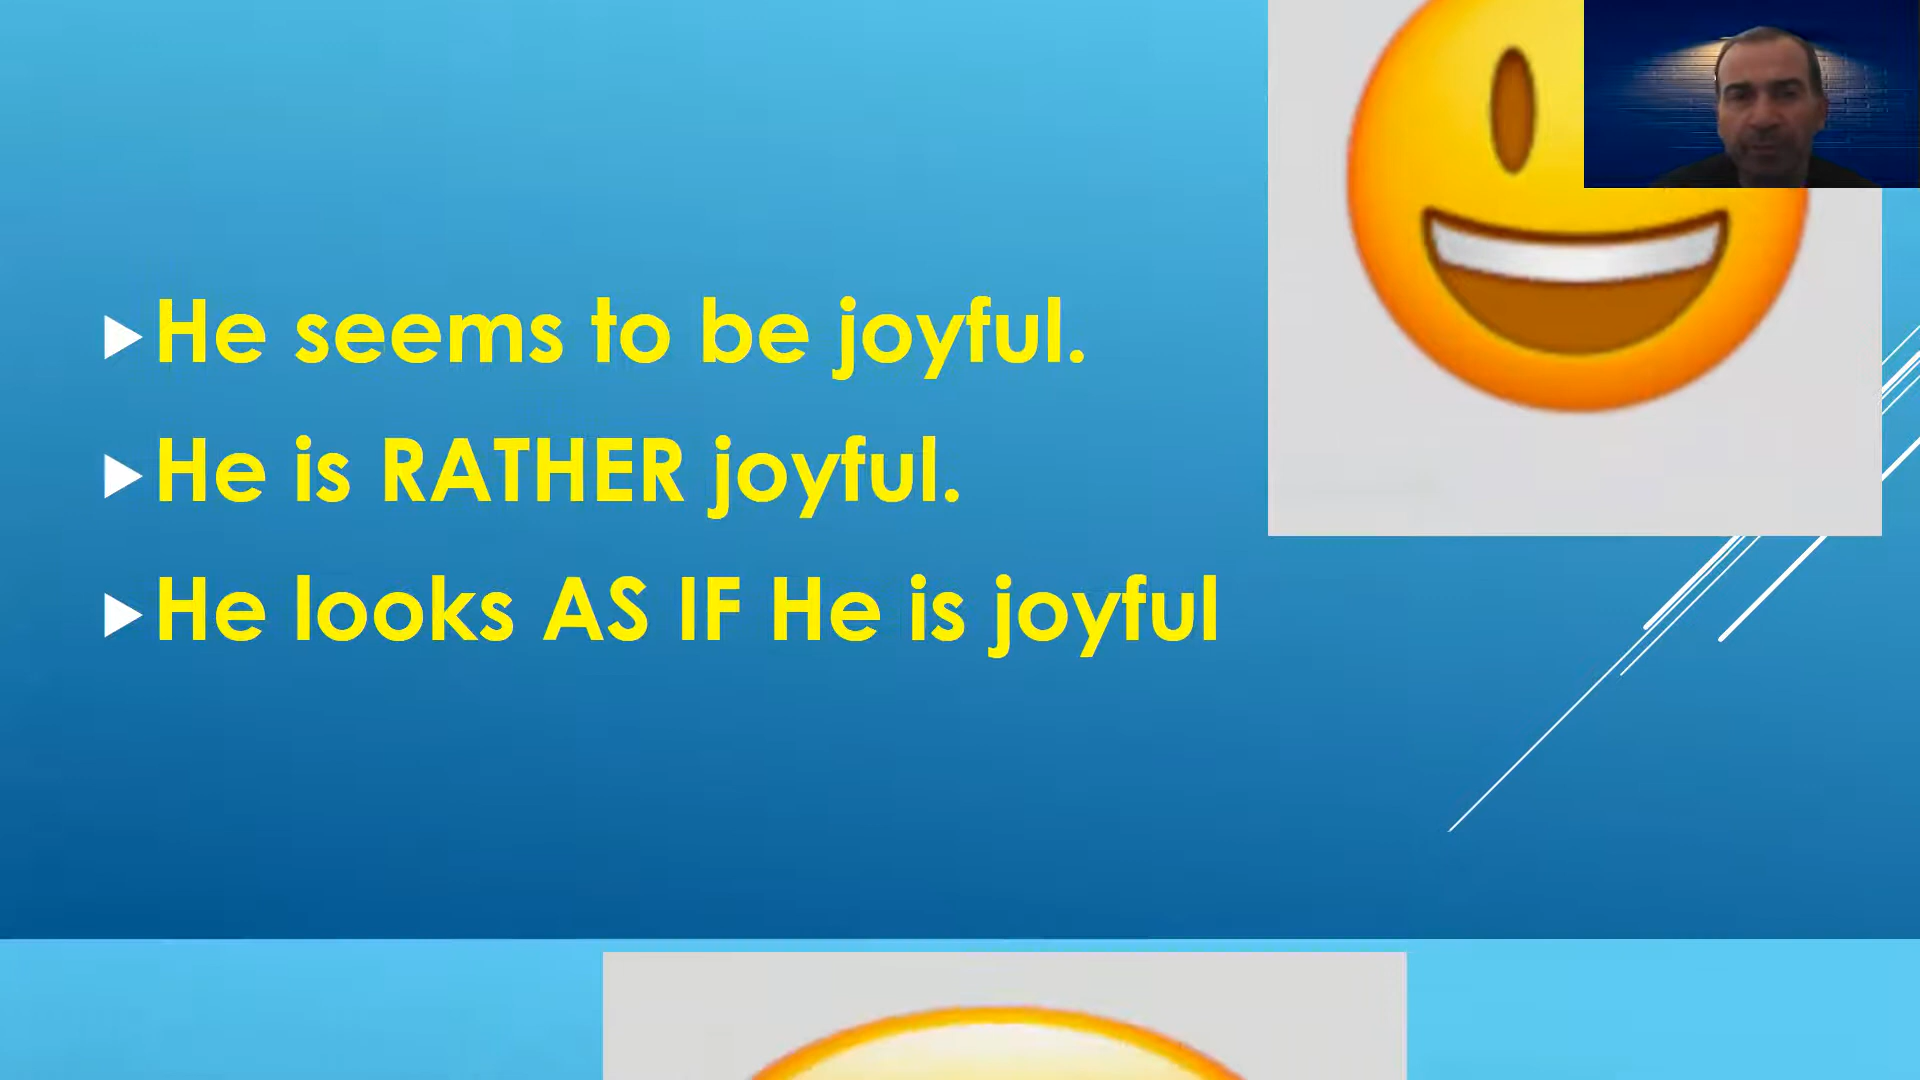 He seems to be joyful.
He is RATHER joyful.
He looks AS IF He is joyful